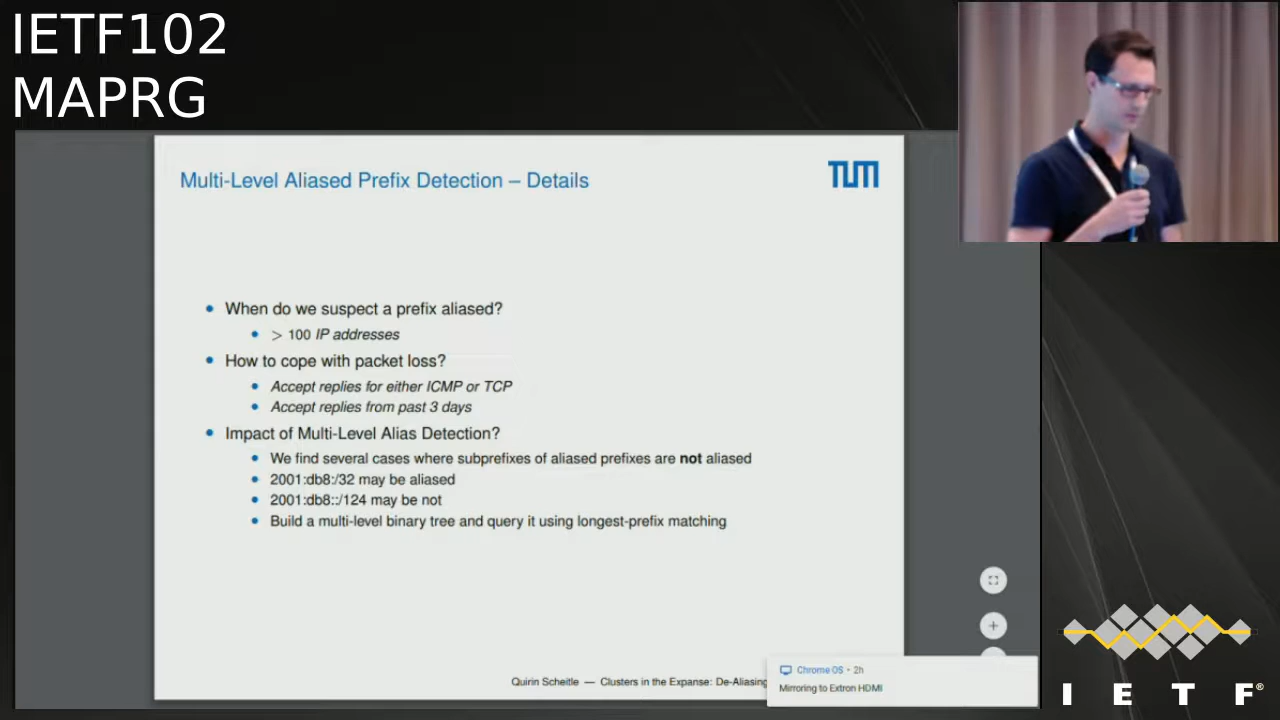 IETF102
MAPRG
Multi-Level Aliased Prefix Detection – Details
TUM
• When do we suspect a prefix aliased?
• > 100 IP addresses
• How to cope with packet loss?
• Accept replies for either ICMP or TCP
• Accept replies from past 3 days
• Impact of Multi-Level Alias Detection?
• We find several cases where subprefixes of aliased prefixes are not aliased
• 2001:db8:/32 may be aliased
• 2001:db8::/124 may be not
• Build a multi-level binary tree and query it using longest-prefix matching
Quirin Scheitle — Clusters in the Expanse: De-Aliasing
Chrome OS • 2h
Mirroring to Extron HDMI
I E T F®